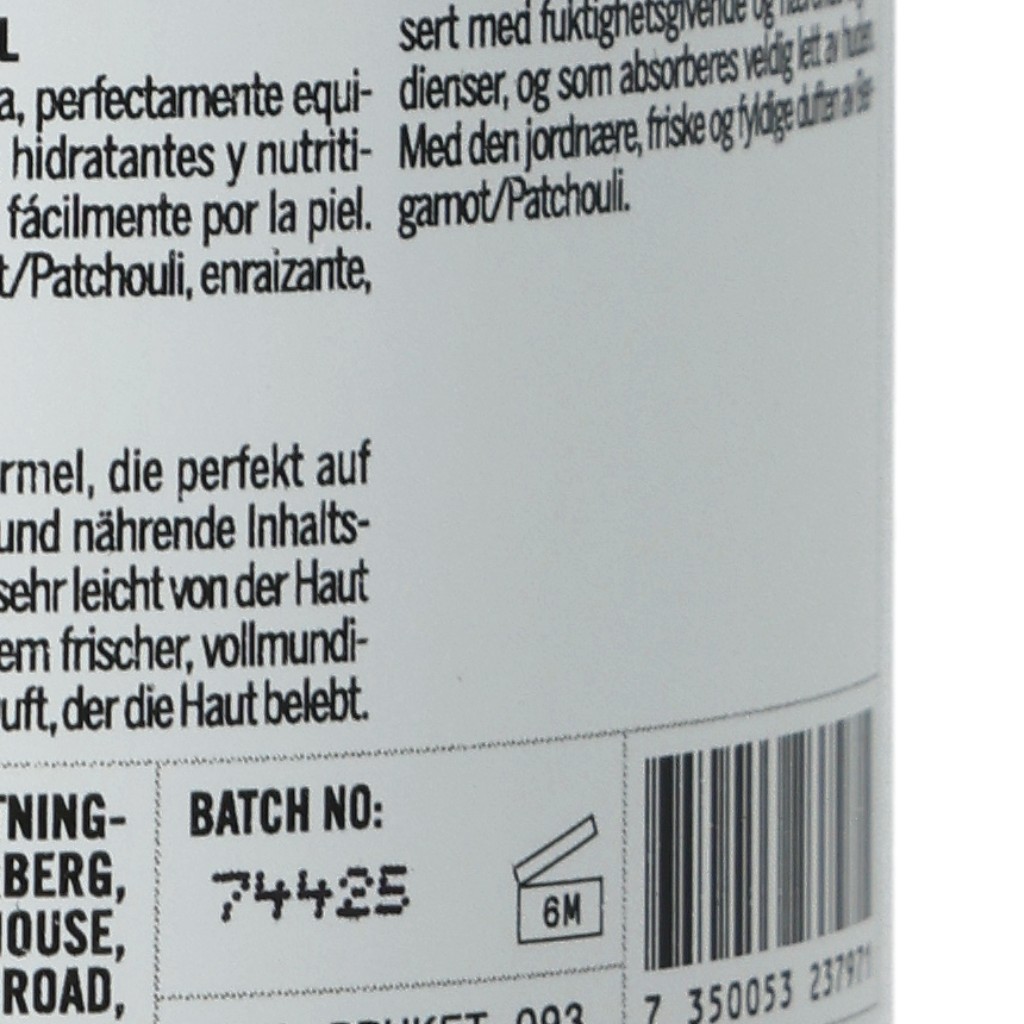 L
a, perfectamente equi-
hidratantes y nutriti-
fácilmente por la piel.
t/Patchouli, enraizante,
rmel, die perfekt auf
und nährende Inhalts-
sehr leicht von der Haut
em frischer, vollmundi-
uft, der die Haut belebt.
sert med fuktighetsgivende og
dienser, og som absorberes veldig lett av huden.
Med den jordnære, friske og fyldige duften av Ber-
gamot/Patchouli.
TNING-
BERG,
HOUSE,
ROAD,
BATCH NO:
74425
6M
7 350053 237971
093